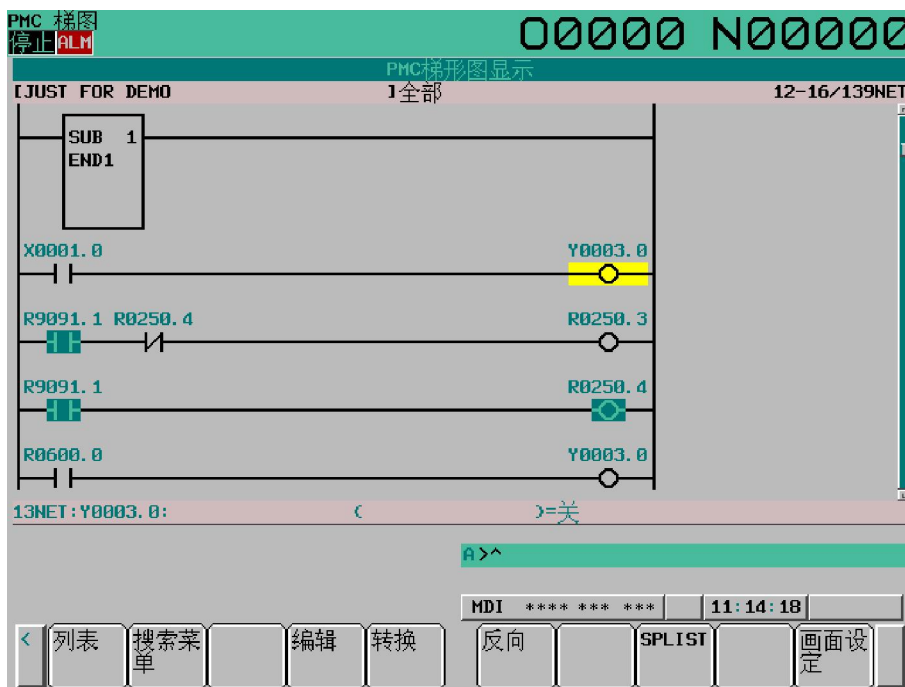 PMC 梯图
停止 ALM
O0000 N00000
PMC梯形图显示
[JUST FOR DEMO ]全部 12-16/139NET
SUB 1
END1
X0001.0 Y0003.0
R9091.1 R0250.4 R0250.3
R9091.1 R0250.4
R0600.0 Y0003.0
13NET:Y0003.0: ( )=关
A>^
MDI **** *** *** 11:14:18
< 列表 搜索菜单 编辑 转换 反向 SPLIST 画面设定